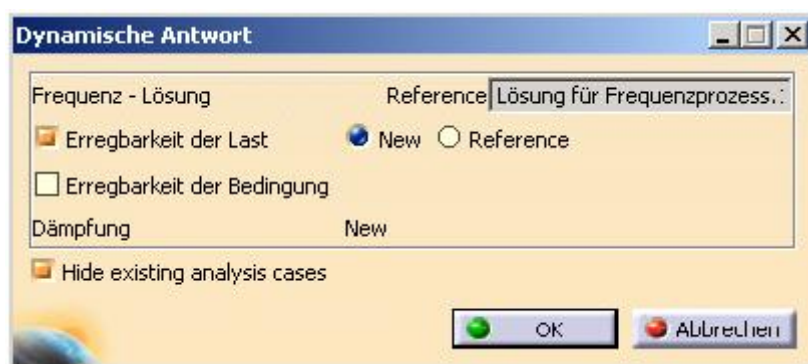 Dynamische Antwort
Frequenz - Lösung Reference Lösung für Frequenzprozess.
Erregbarkeit der Last New Reference
Erregbarkeit der Bedingung
Dämpfung New
Hide existing analysis cases
OK Abbrechen